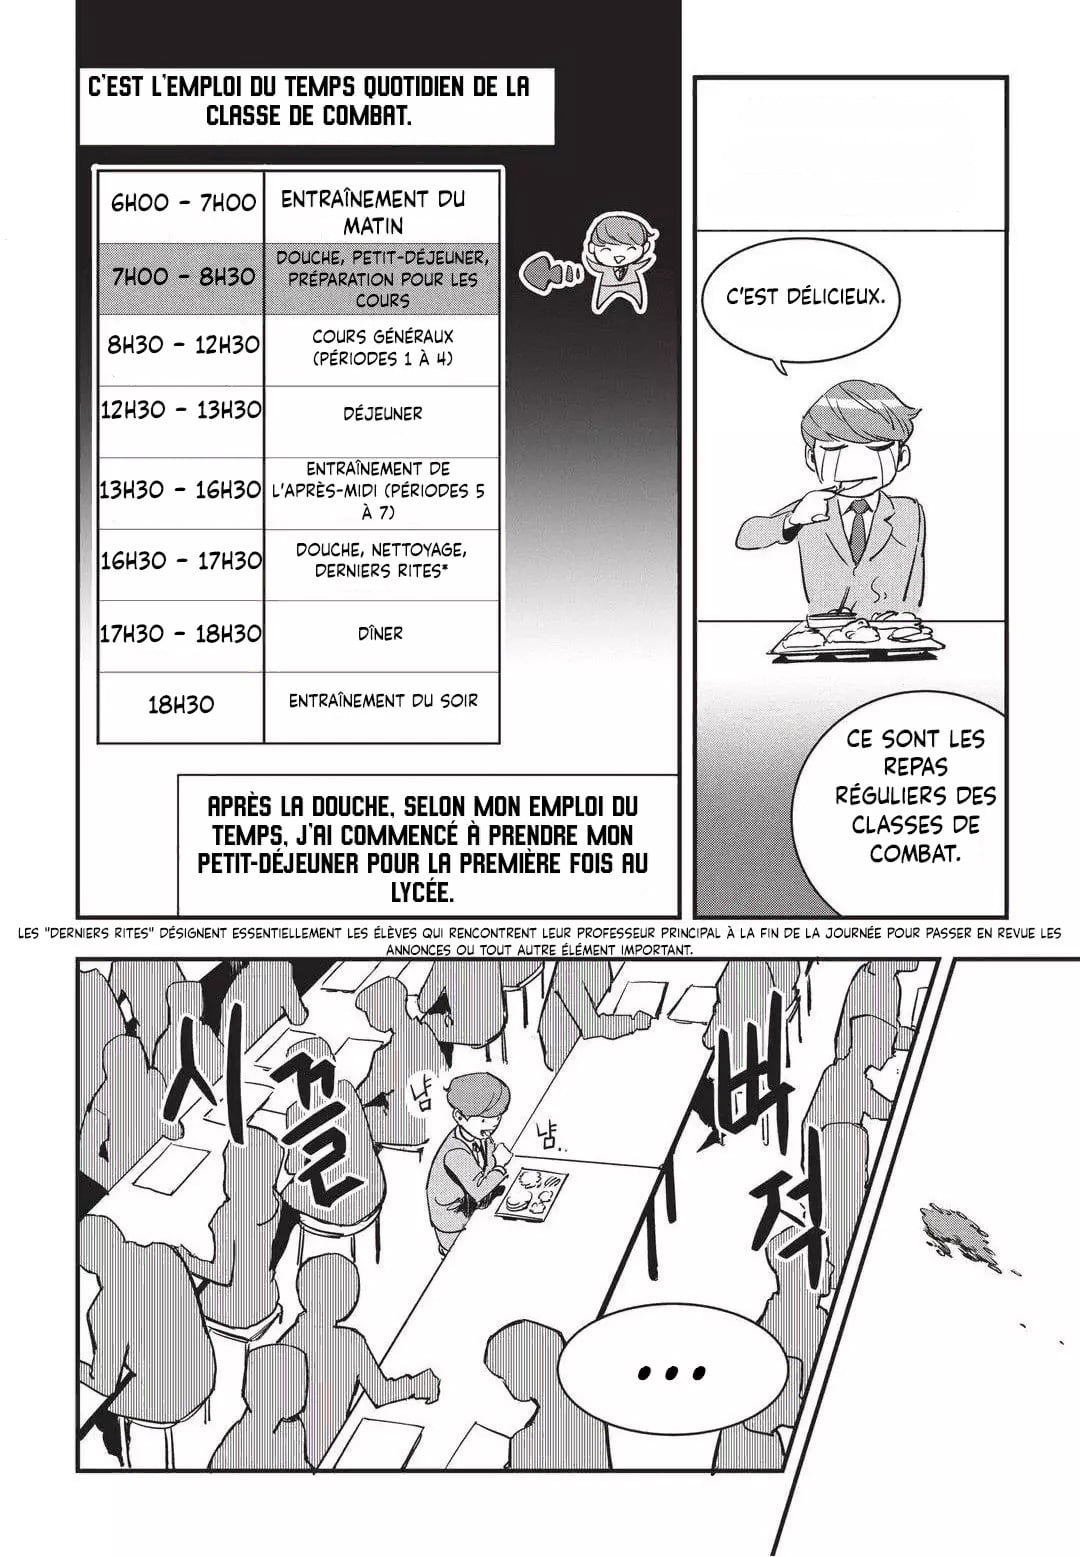 C'EST L'EMPLOI DU TEMPS QUOTIDIEN DE LA
CLASSE DE COMBAT.
6H00 - 7H00
ENTRAÎNEMENT DU
MATIN
7H00 - 8H30
DOUCHE, PETIT-DÉJEUNER,
PRÉPARATION POUR LES
COURS
8H30 - 12H30
COURS GÉNÉRAUX
(PÉRIODES 1 À 4)
12H30 - 13H30
DÉJEUNER
13H30 - 16H30
ENTRAÎNEMENT DE
L'APRÈS-MIDI (PÉRIODES 5
À 7)
16H30 - 17H30
DOUCHE, NETTOYAGE,
DERNIERS RITES*
17H30 - 18H30
DÎNER
18H30
ENTRAÎNEMENT DU SOIR
APRÈS LA DOUCHE, SELON MON EMPLOI DU
TEMPS, J'AI COMMENCÉ À PRENDRE MON
PETIT-DÉJEUNER POUR LA PREMIÈRE FOIS AU
LYCÉE.
C'EST DÉLICIEUX.
CE SONT LES
REPAS
RÉGULIERS DES
CLASSES DE
COMBAT.
LES "DERNIERS RITES" DÉSIGNENT ESSENTIELLEMENT LES ÉLÈVES QUI RENCONTRENT LEUR PROFESSEUR PRINCIPAL À LA FIN DE LA JOURNÉE POUR PASSER EN REVUE LES
ANNONCES OU TOUT AUTRE ÉLÉMENT IMPORTANT.
시끌
냠
냠..
뻑적
...